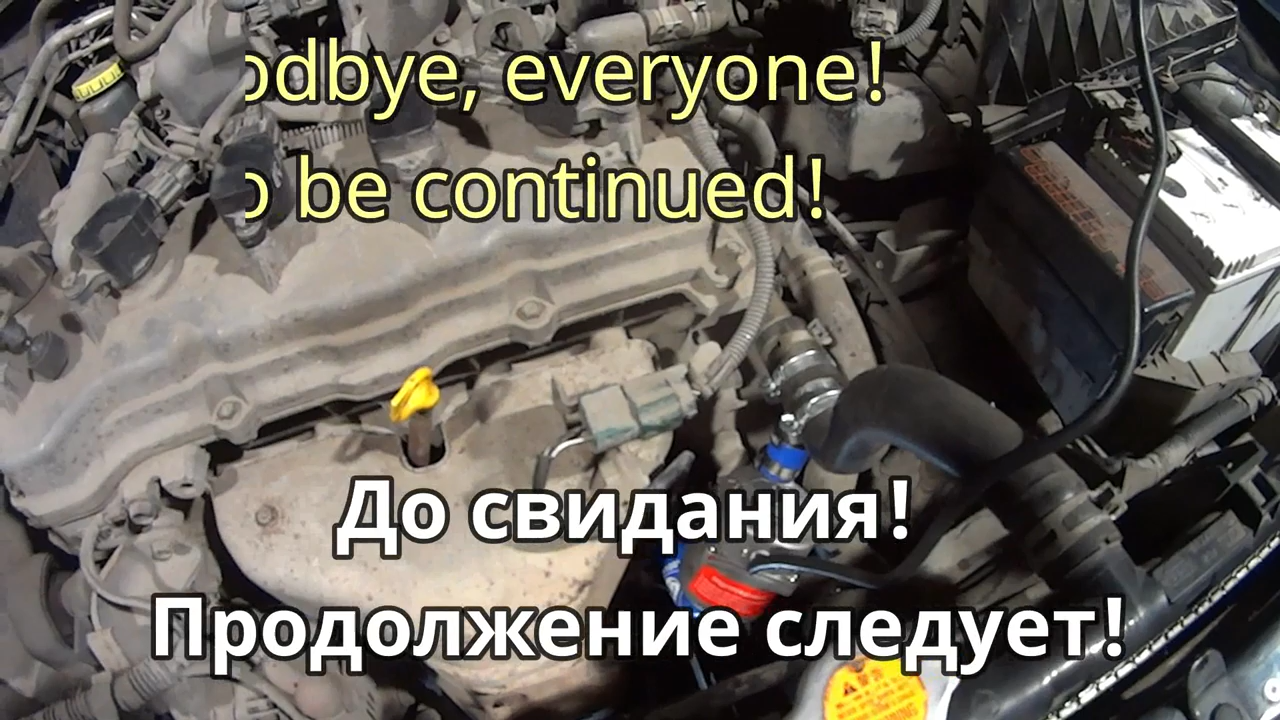 odbye, everyone!
o be continued!
До свидания!
Продолжение следует!